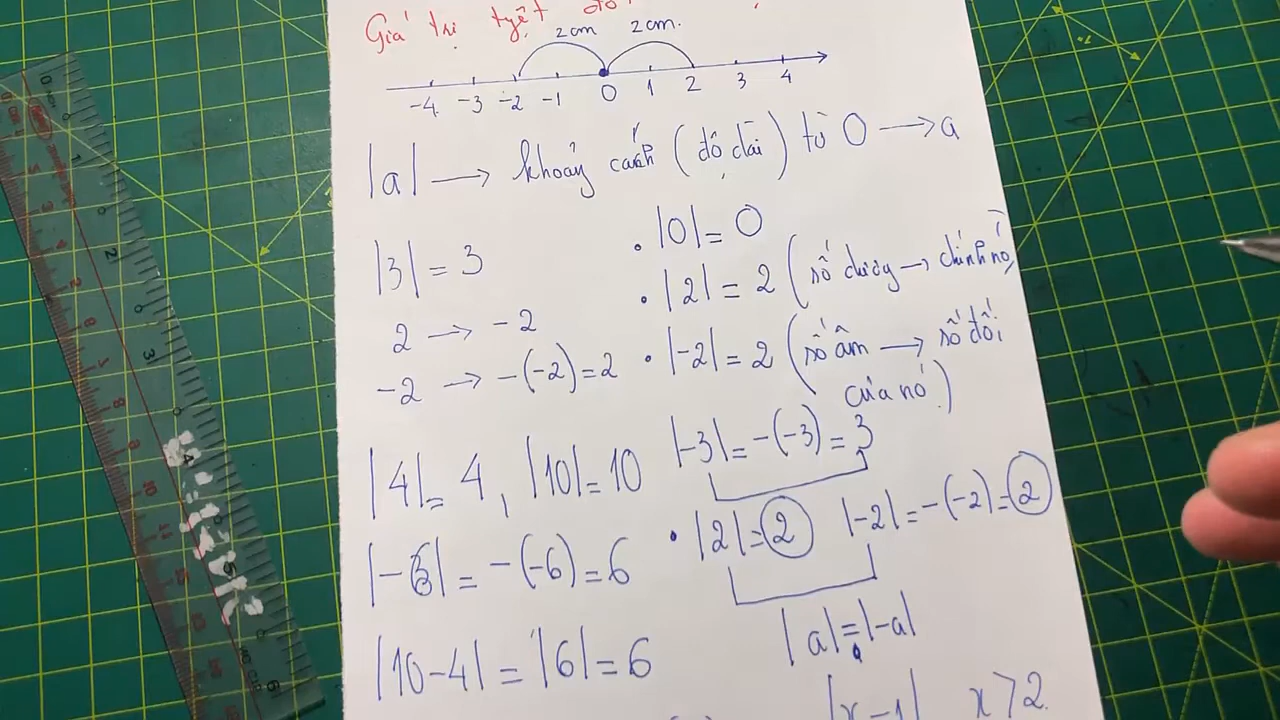 Giá trị tuyệt đối
2cm 2cm.
-4 -3 -2 -1 0 1 2 3 4
|a| → khoảng cách (độ dài) từ 0 → a
|3| = 3
2 → -2
-2 → -(-2) = 2
|4| = 4, |10| = 10
|-6| = -(-6) = 6
|10-4| = |6| = 6
. |0| = 0
. |2| = 2 (số dương → chính nó)
. |-2| = 2 (số âm → số đối
của nó)
|-3| = -(-3) = 3
. |2| = 2 |-2| = -(-2) = 2
|a| = |-a|
|x-1| x > 2.